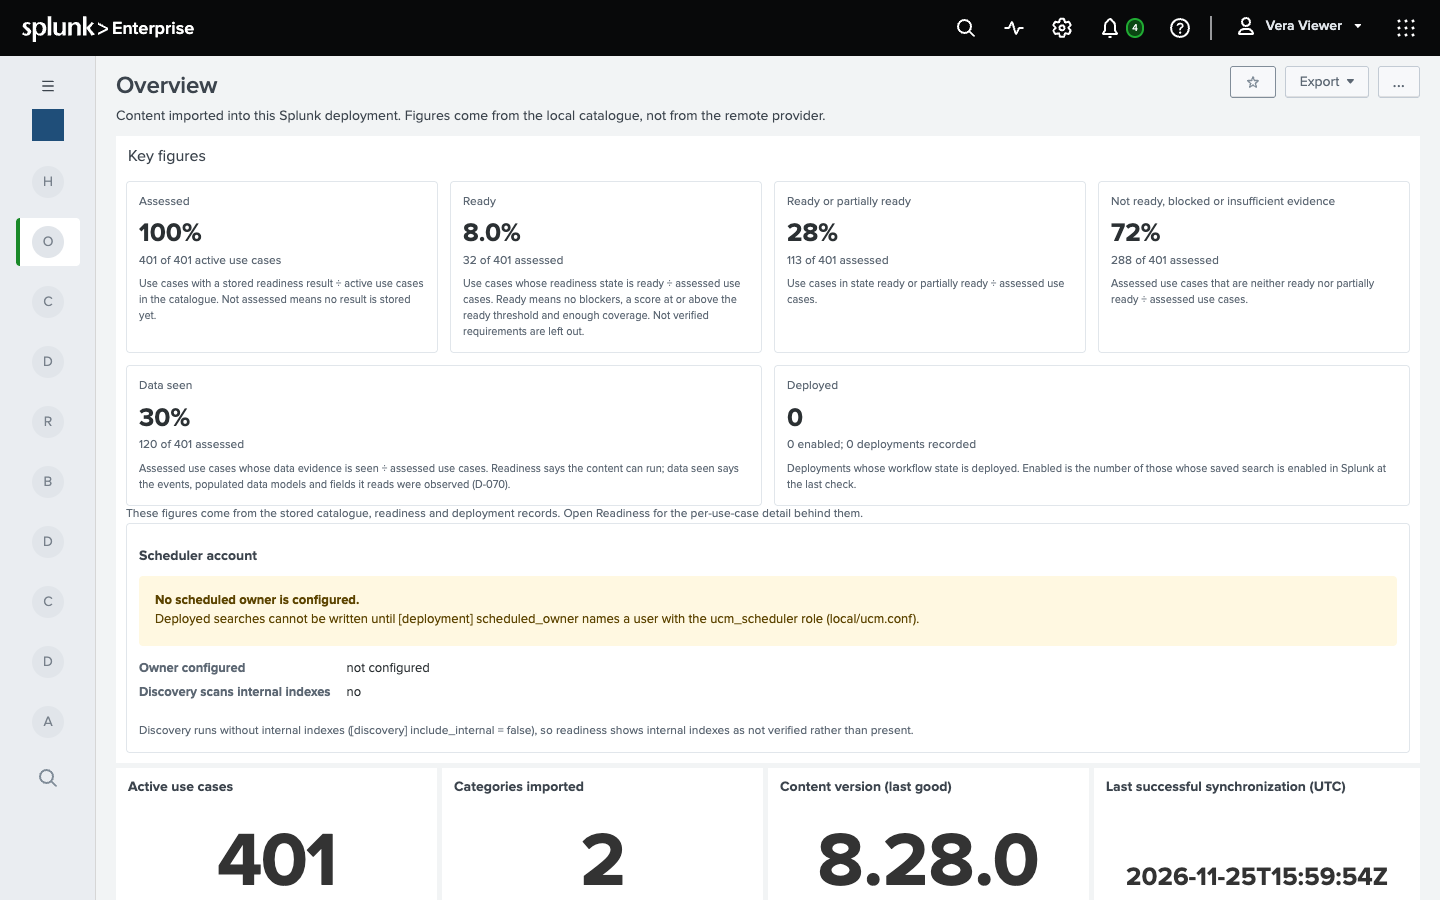 splunk> Enterprise
4
Vera Viewer
Overview
Export
...
Content imported into this Splunk deployment. Figures come from the local catalogue, not from the remote provider.
H
O
C
D
R
B
D
C
D
A
Key figures
Assessed
100%
401 of 401 active use cases
Use cases with a stored readiness result ÷ active use cases
in the catalogue. Not assessed means no result is stored
yet.
Ready
8.0%
32 of 401 assessed
Use cases whose readiness state is ready ÷ assessed use
cases. Ready means no blockers, a score at or above the
ready threshold and enough coverage. Not verified
requirements are left out.
Ready or partially ready
28%
113 of 401 assessed
Use cases in state ready or partially ready ÷ assessed use
cases.
Not ready, blocked or insufficient evidence
72%
288 of 401 assessed
Assessed use cases that are neither ready nor partially
ready ÷ assessed use cases.
Data seen
30%
120 of 401 assessed
Assessed use cases whose data evidence is seen ÷ assessed use cases. Readiness says the content can run; data seen says
the events, populated data models and fields it reads were observed (D-070).
Deployed
0
0 enabled; 0 deployments recorded
Deployments whose workflow state is deployed. Enabled is the number of those whose saved search is enabled in Splunk at
the last check.
These figures come from the stored catalogue, readiness and deployment records. Open Readiness for the per-use-case detail behind them.
Scheduler account
No scheduled owner is configured.
Deployed searches cannot be written until [deployment] scheduled_owner names a user with the ucm_scheduler role (local/ucm.conf).
Owner configured not configured
Discovery scans internal indexes no
Discovery runs without internal indexes ([discovery] include_internal = false), so readiness shows internal indexes as not verified rather than present.
Active use cases
401
Categories imported
2
Content version (last good)
8.28.0
Last successful synchronization (UTC)
2026-11-25T15:59:54Z